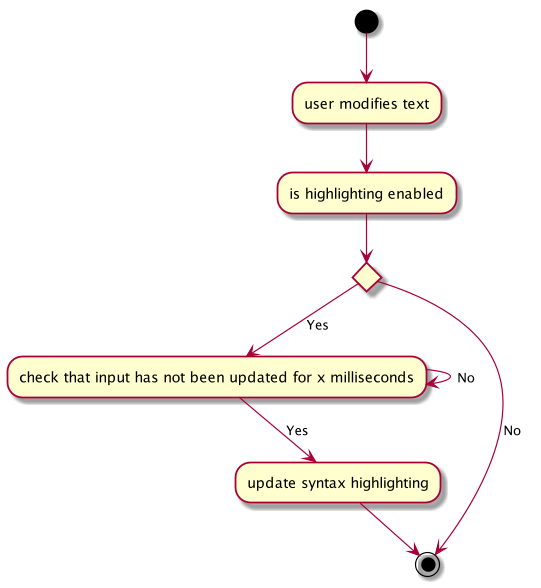 user modifies text
is highlighting enabled
Yes
check that input has not been updated for x milliseconds
No
Yes
No
update syntax highlighting